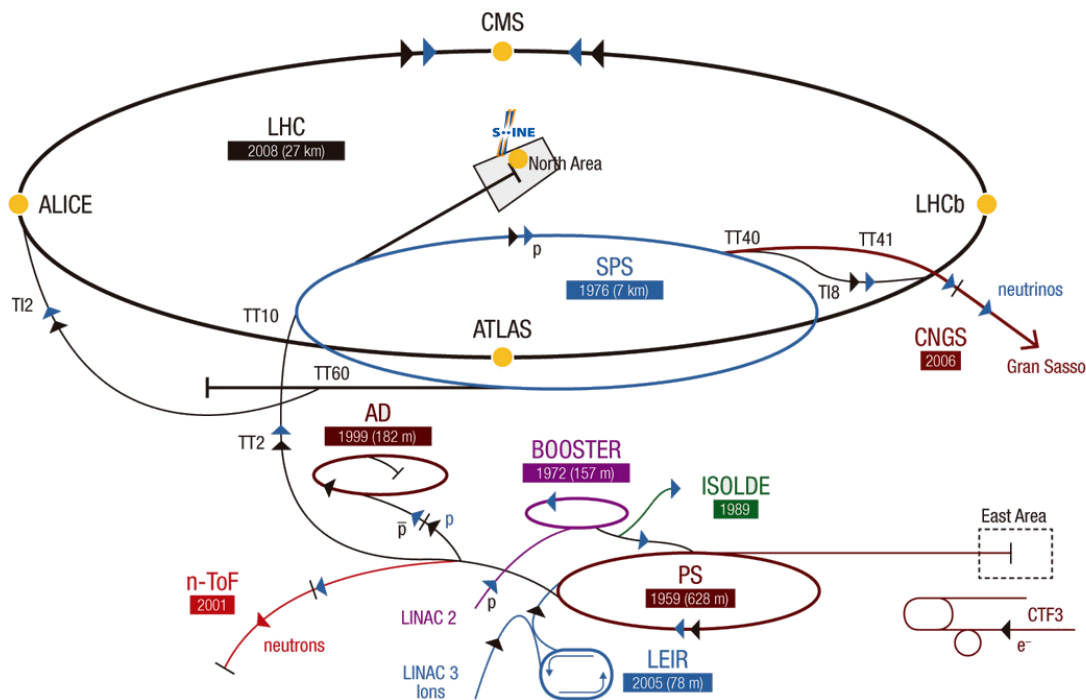 CMS
LHC
2008 (27 km)
S••INE
North Area
ALICE
LHCb
p
TT40
TT41
SPS
1976 (7 km)
TI8
neutrinos
TI2
TT10
ATLAS
CNGS
2006
Gran Sasso
TT60
AD
1999 (182 m)
TT2
BOOSTER
1972 (157 m)
ISOLDE
1989
p̅
p
East Area
n-ToF
2001
PS
1959 (628 m)
p
LINAC 2
neutrons
CTF3
e⁻
LINAC 3
Ions
LEIR
2005 (78 m)